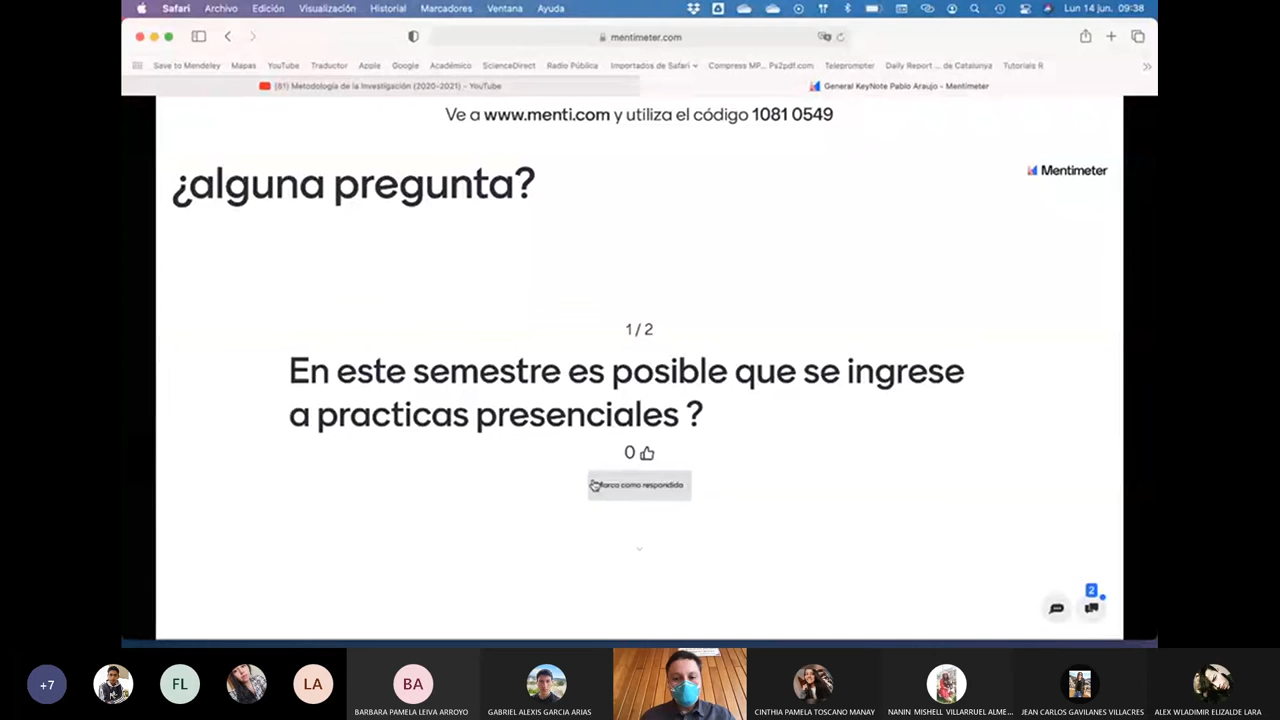 Safari Archivo Edición Visualización Historial Marcadores Ventana Ayuda Lun 14 jun. 09:38
mentimeter.com
Save to Mendeley Mapas YouTube Traductor Apple Google Académico ScienceDirect Radio Pública Importados de Safari Compress MP... Ps2pdf.com Teleprompter Daily Report ... de Catalunya Tutorials R
(81) Metodología de la Investigación (2020-2021) - YouTube General KeyNote Pablo Araujo - Mentimeter
Ve a www.menti.com y utiliza el código 1081 0549
Mentimeter
¿alguna pregunta?
1 / 2
En este semestre es posible que se ingrese
a practicas presenciales ?
0
como respondida
2
+7 FL LA BA
BARBARA PAMELA LEIVA ARROYO GABRIEL ALEXIS GARCIA ARIAS CINTHIA PAMELA TOSCANO MANAY NANIN MISHELL VILLARRUEL ALME... JEAN CARLOS GAVILANES VILLACRES ALEX WLADIMIR ELIZALDE LARA